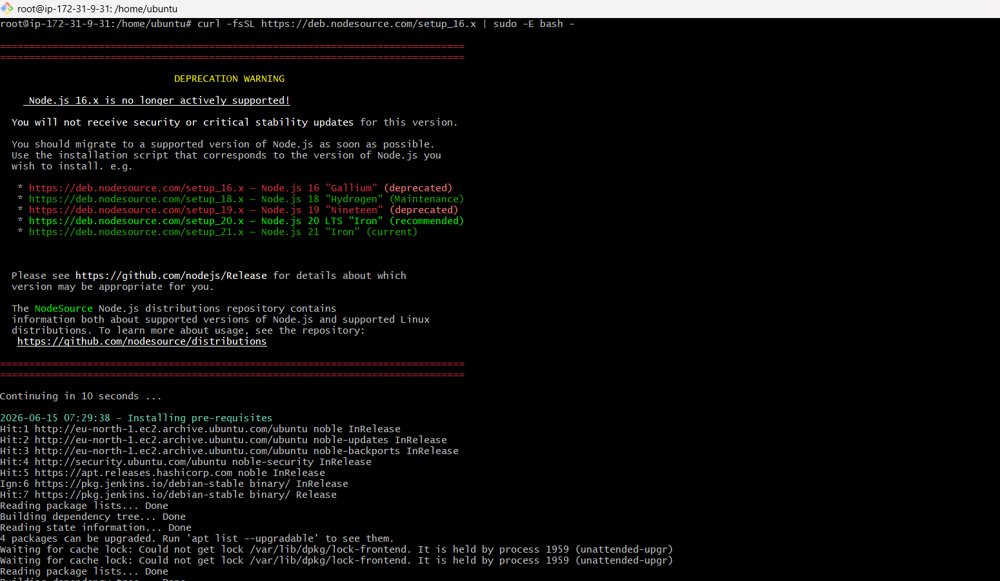 root@ip-172-31-9-31: /home/ubuntu
root@ip-172-31-9-31:/home/ubuntu# curl -fsSL https://deb.nodesource.com/setup_16.x | sudo -E bash -
================================================================================
================================================================================
DEPRECATION WARNING
Node.js 16.x is no longer actively supported!
You will not receive security or critical stability updates for this version.
You should migrate to a supported version of Node.js as soon as possible.
Use the installation script that corresponds to the version of Node.js you
wish to install. e.g.
* https://deb.nodesource.com/setup_16.x — Node.js 16 "Gallium" (deprecated)
* https://deb.nodesource.com/setup_18.x — Node.js 18 "Hydrogen" (Maintenance)
* https://deb.nodesource.com/setup_19.x — Node.js 19 "Nineteen" (deprecated)
* https://deb.nodesource.com/setup_20.x — Node.js 20 LTS "Iron" (recommended)
* https://deb.nodesource.com/setup_21.x — Node.js 21 "Iron" (current)
Please see https://github.com/nodejs/Release for details about which
version may be appropriate for you.
The NodeSource Node.js distributions repository contains
information both about supported versions of Node.js and supported Linux
distributions. To learn more about usage, see the repository:
https://github.com/nodesource/distributions
================================================================================
================================================================================
Continuing in 10 seconds ...
2026-06-15 07:29:38 - Installing pre-requisites
Hit:1 http://eu-north-1.ec2.archive.ubuntu.com/ubuntu noble InRelease
Hit:2 http://eu-north-1.ec2.archive.ubuntu.com/ubuntu noble-updates InRelease
Hit:3 http://eu-north-1.ec2.archive.ubuntu.com/ubuntu noble-backports InRelease
Hit:4 http://security.ubuntu.com/ubuntu noble-security InRelease
Hit:5 https://apt.releases.hashicorp.com noble InRelease
Ign:6 https://pkg.jenkins.io/debian-stable binary/ InRelease
Hit:7 https://pkg.jenkins.io/debian-stable binary/ Release
Reading package lists... Done
Building dependency tree... Done
Reading state information... Done
4 packages can be upgraded. Run 'apt list --upgradable' to see them.
Waiting for cache lock: Could not get lock /var/lib/dpkg/lock-frontend. It is held by process 1959 (unattended-upgr)
Waiting for cache lock: Could not get lock /var/lib/dpkg/lock-frontend. It is held by process 1959 (unattended-upgr)
Reading package lists... Done
Building dependency tree... Done